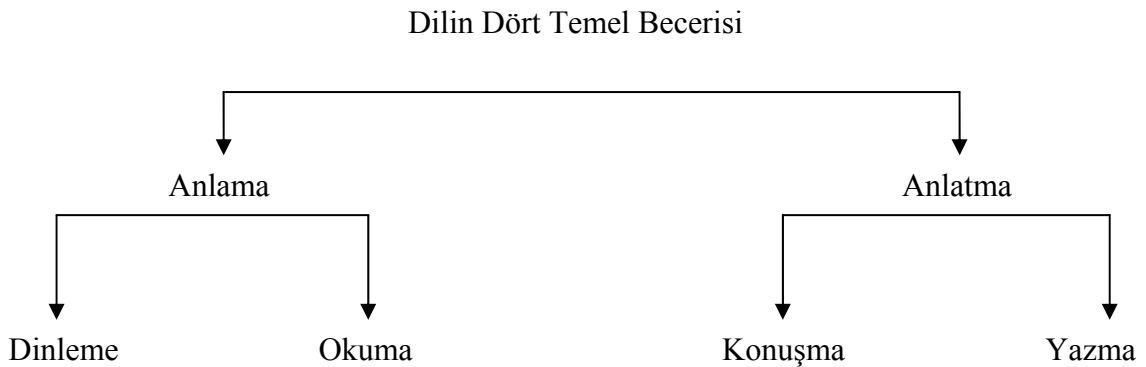 Dilin Dört Temel Becerisi
Anlama Anlatma
Dinleme Okuma Konuşma Yazma